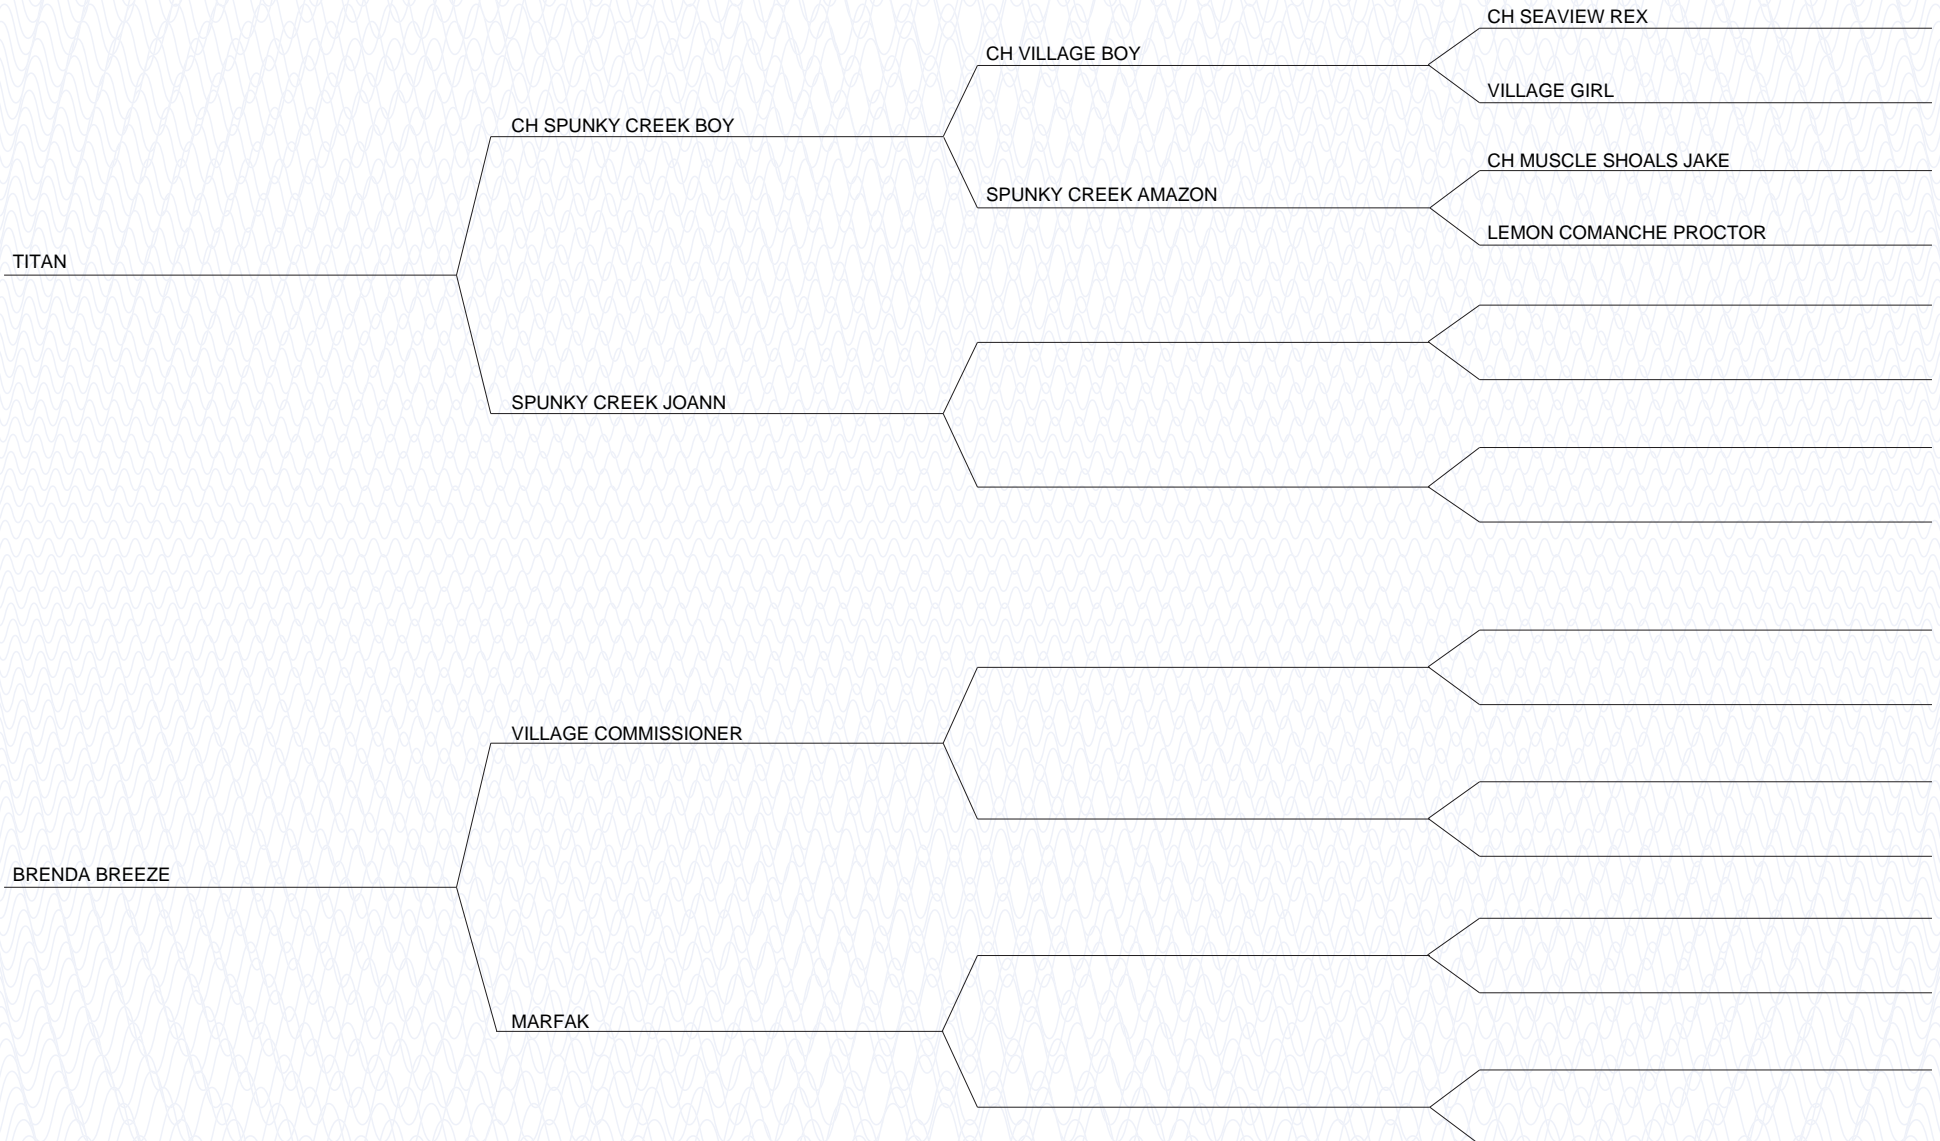 CH SEAVIEW REX
CH VILLAGE BOY
VILLAGE GIRL
CH SPUNKY CREEK BOY
CH MUSCLE SHOALS JAKE
SPUNKY CREEK AMAZON
LEMON COMANCHE PROCTOR
TITAN
SPUNKY CREEK JOANN
VILLAGE COMMISSIONER
BRENDA BREEZE
MARFAK